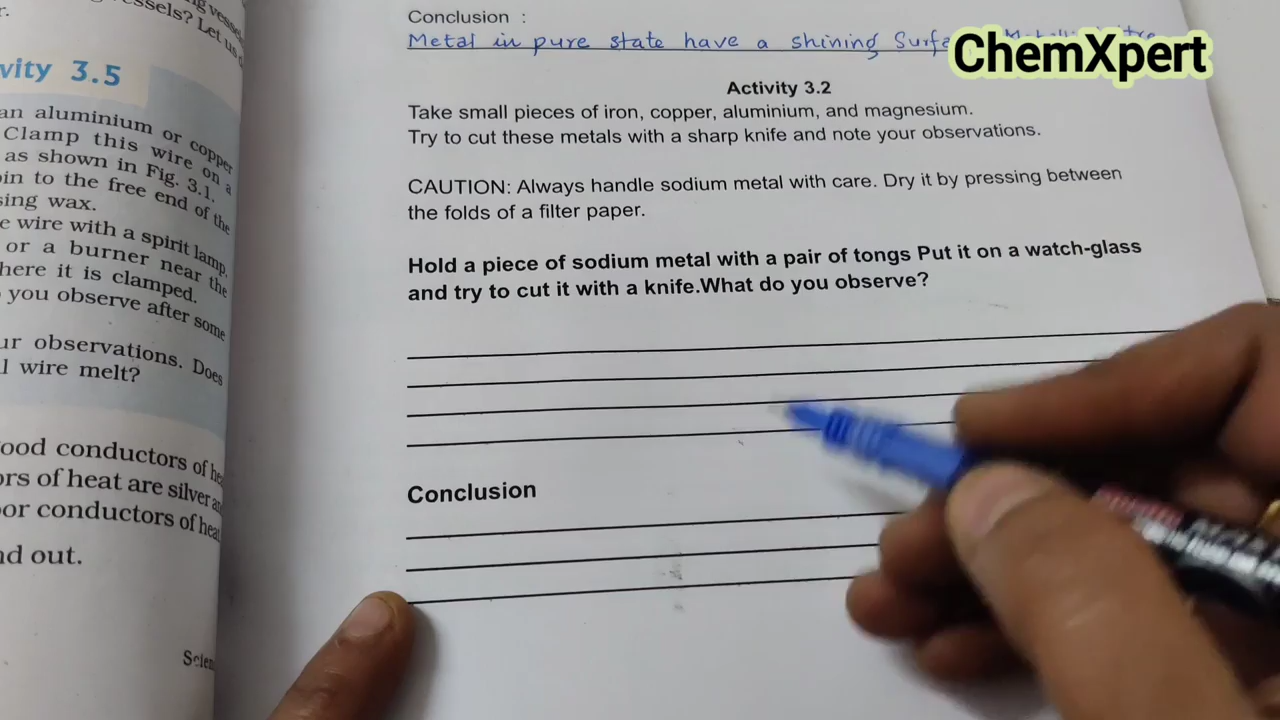 vessels? Let us
r.
vity 3.5
an aluminium or copper
Clamp this wire on a
as shown in Fig. 3.1.
in to the free end of the
sing wax.
e wire with a spirit lamp,
or a burner near the
here it is clamped.
you observe after some
ur observations. Does
l wire melt?
ood conductors of
ors of heat are silver
or conductors of heat
nd out.
Conclusion :
Metal in pure state have a shining
ChemXpert
Activity 3.2
Take small pieces of iron, copper, aluminium, and magnesium.
Try to cut these metals with a sharp knife and note your observations.
CAUTION: Always handle sodium metal with care. Dry it by pressing between
the folds of a filter paper.
Hold a piece of sodium metal with a pair of tongs Put it on a watch-glass
and try to cut it with a knife.What do you observe?
Conclusion